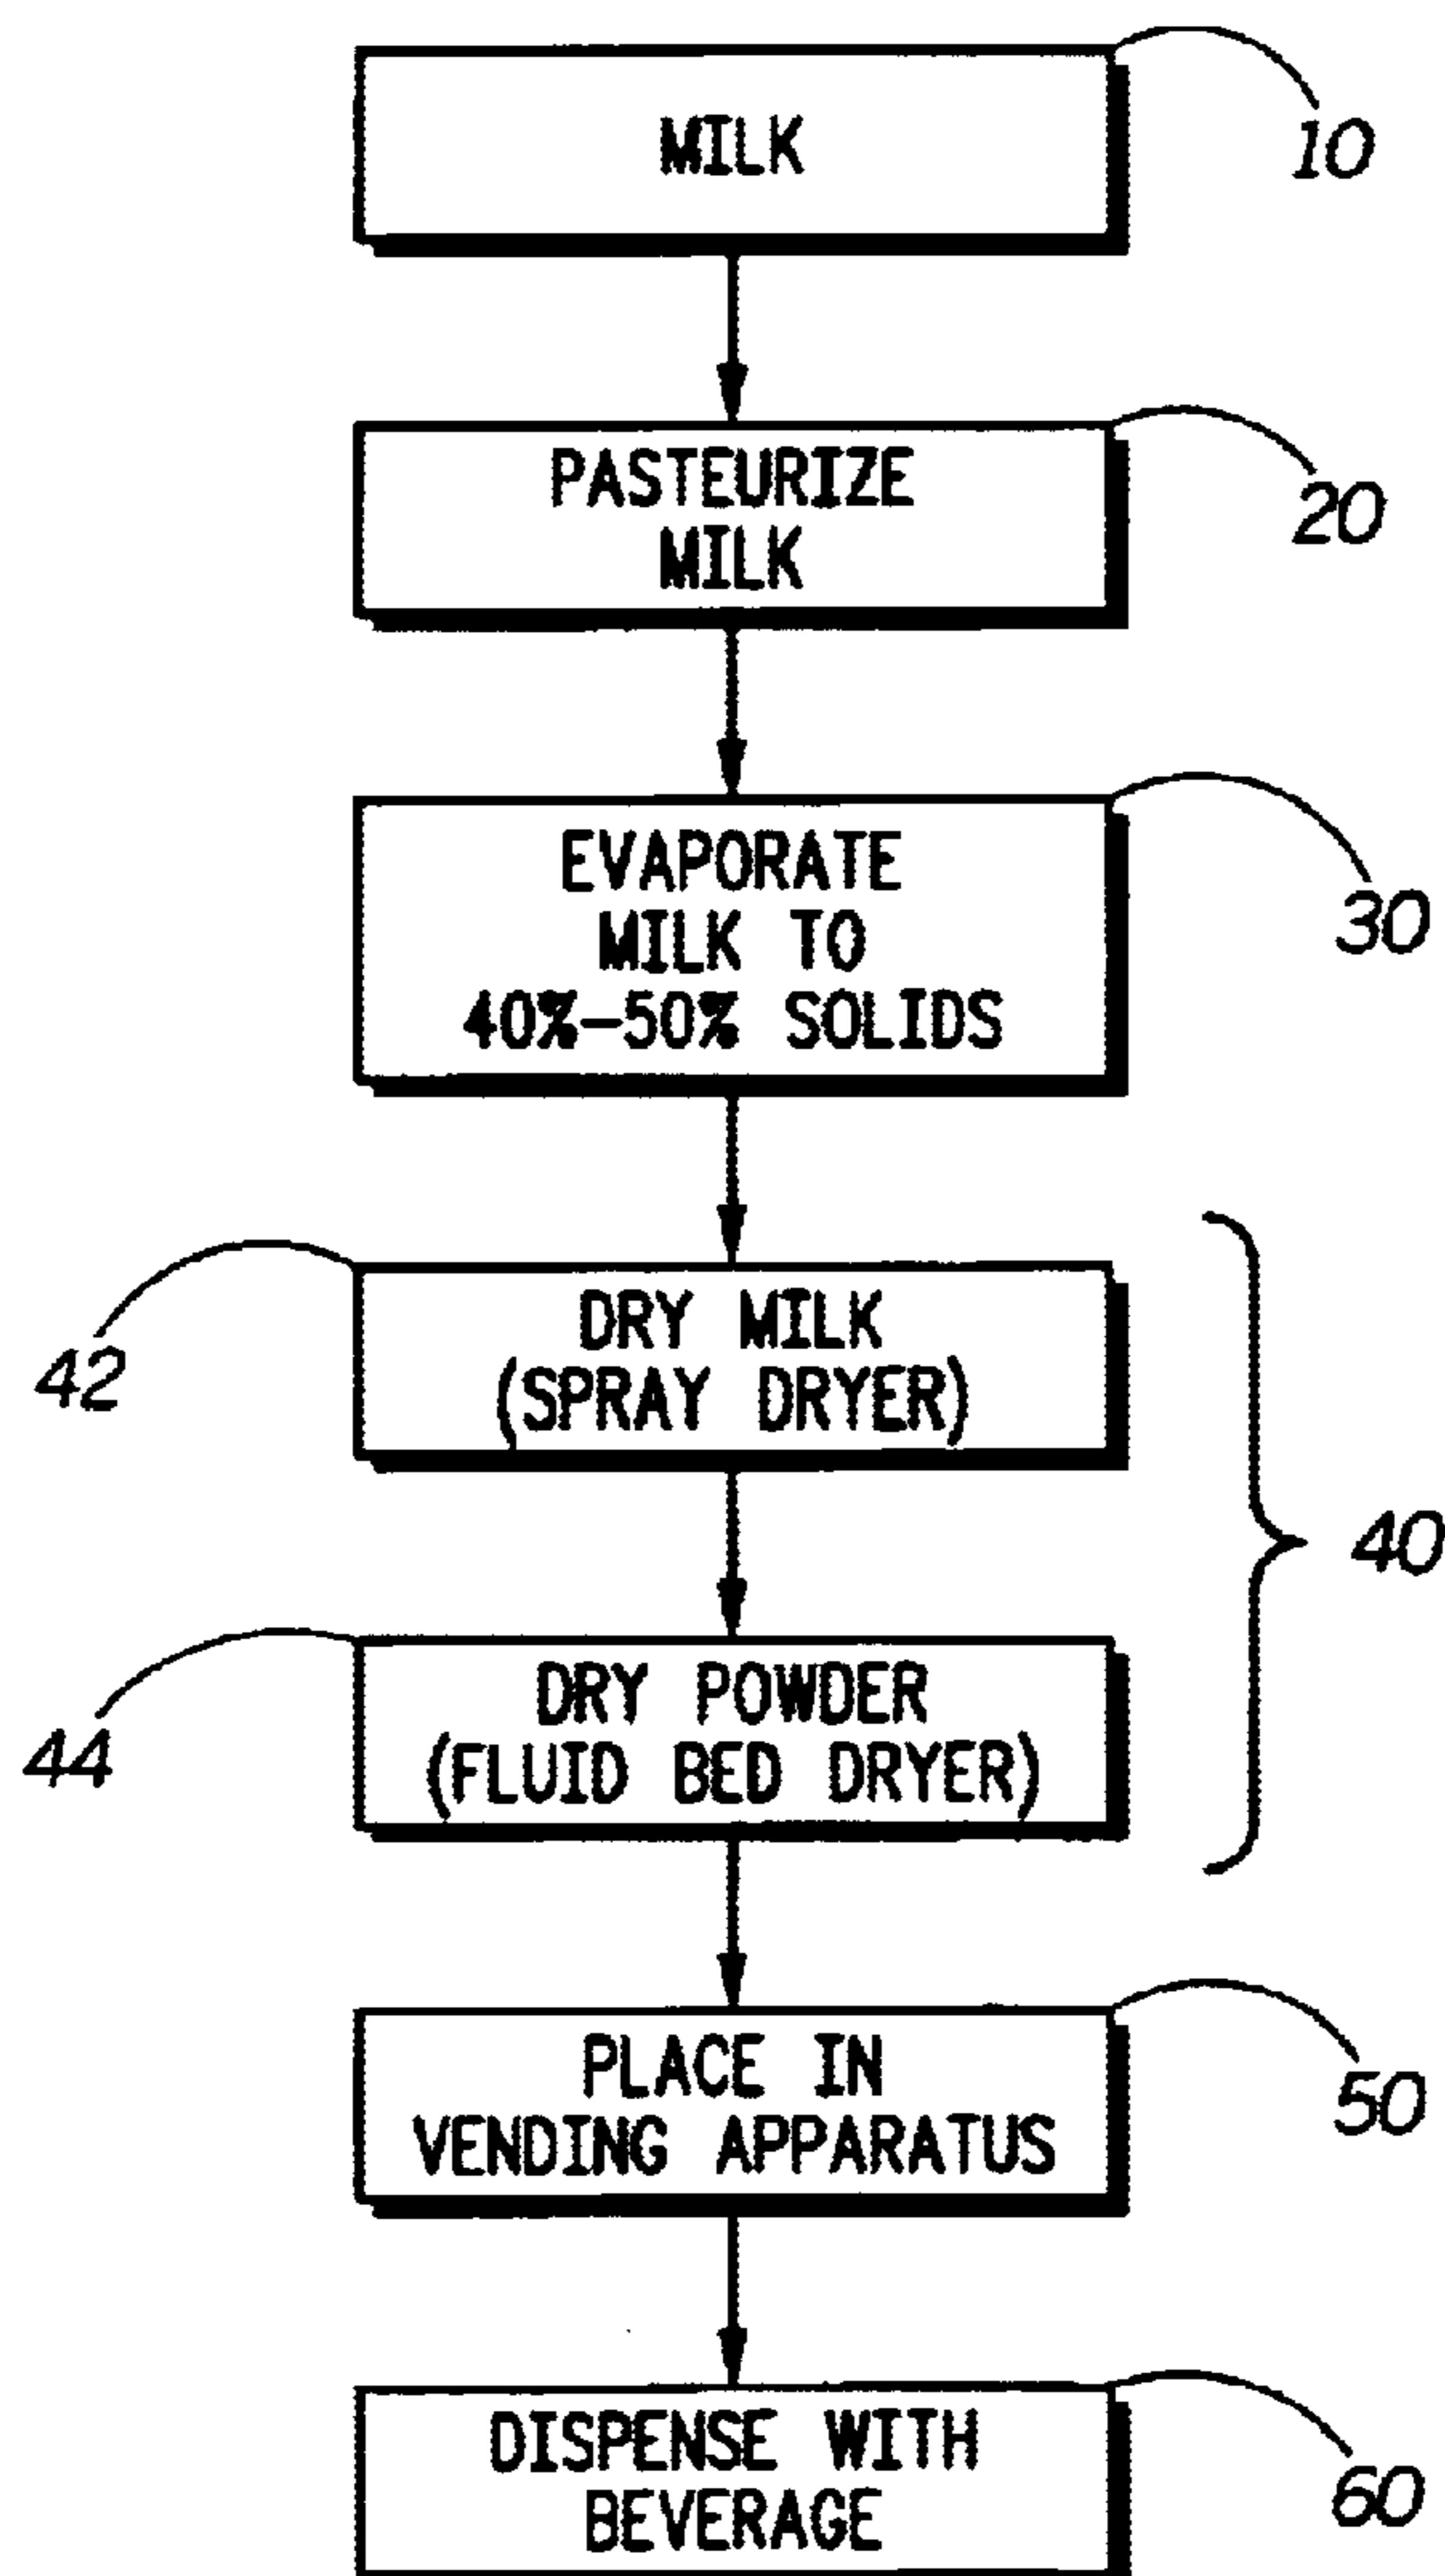 MILK
10
PASTEURIZE
MILK
20
EVAPORATE
MILK TO
40%-50% SOLIDS
30
DRY MILK
(SPRAY DRYER)
42
40
DRY POWDER
(FLUID BED DRYER)
44
PLACE IN
VENDING APPARATUS
50
DISPENSE WITH
BEVERAGE
60